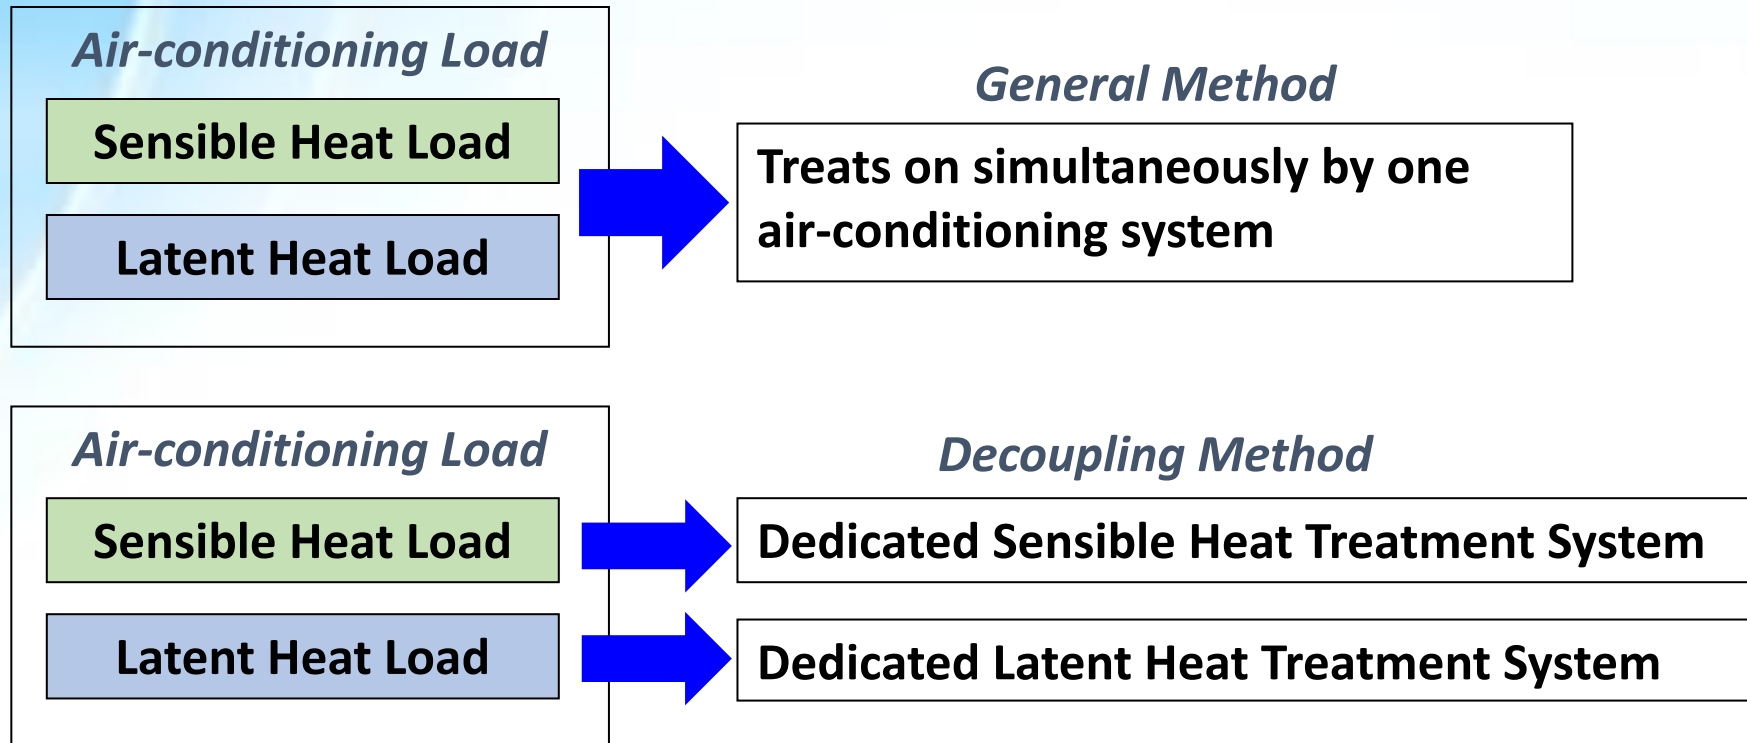 Air-conditioning Load
Sensible Heat Load
Latent Heat Load
General Method
Treats on simultaneously by one
air-conditioning system
Air-conditioning Load
Sensible Heat Load
Latent Heat Load
Decoupling Method
Dedicated Sensible Heat Treatment System
Dedicated Latent Heat Treatment System